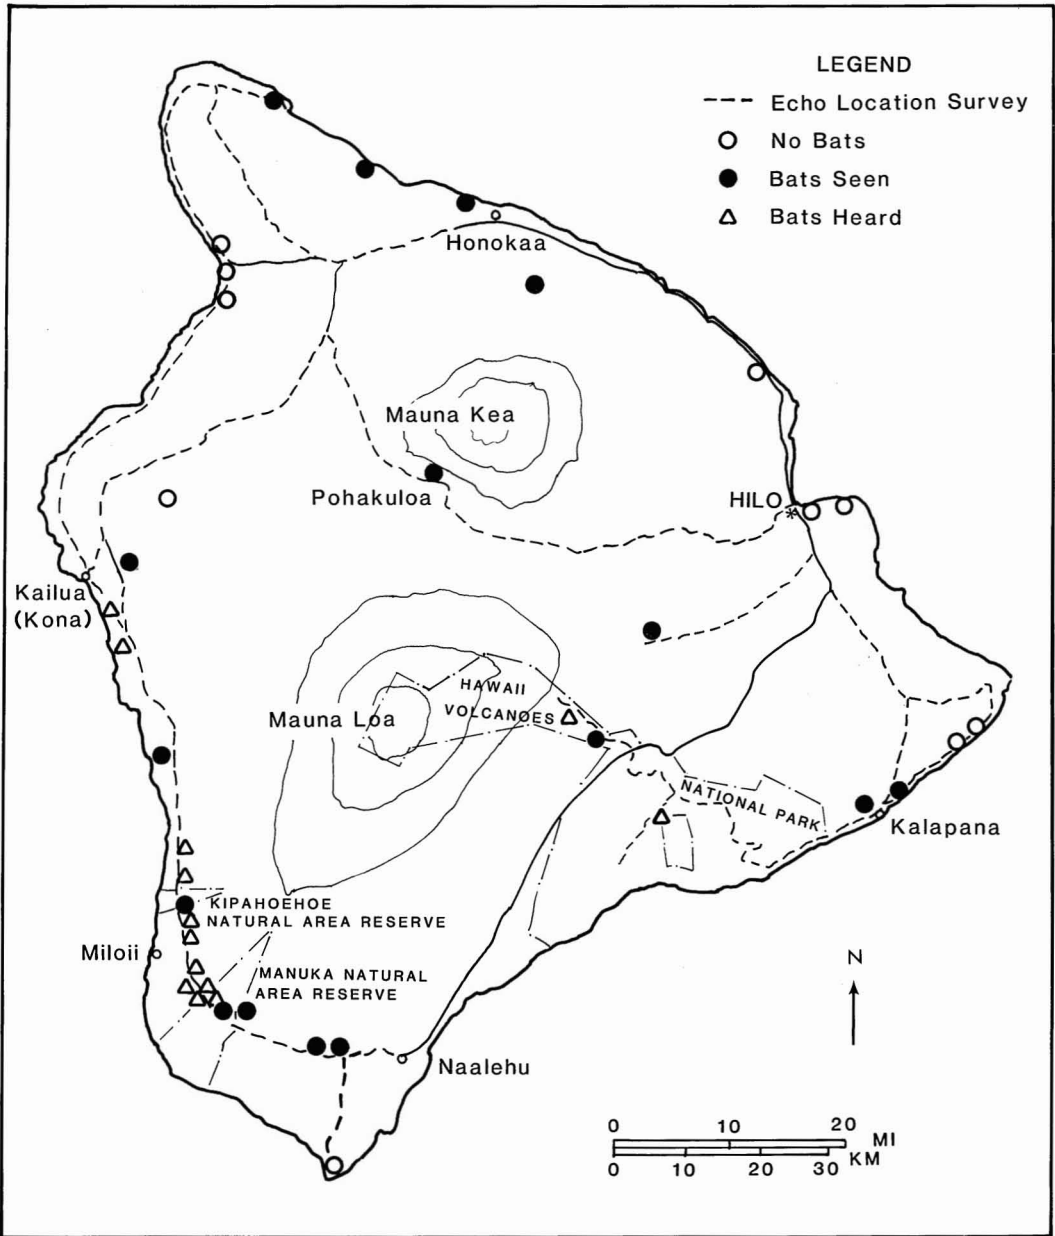 LEGEND
Echo Location Survey
No Bats
Bats Seen
Bats Heard
Honokaa
Mauna Kea
Pohakuloa
HILO
Kailua
(Kona)
HAWAII
VOLCANOES
Mauna Loa
NATIONAL PARK
Kalapana
KIPAHOEHOE
NATURAL AREA RESERVE
Miloii
MANUKA NATURAL
AREA RESERVE
N
Naalehu
0 10 20 MI
0 10 20 30 KM